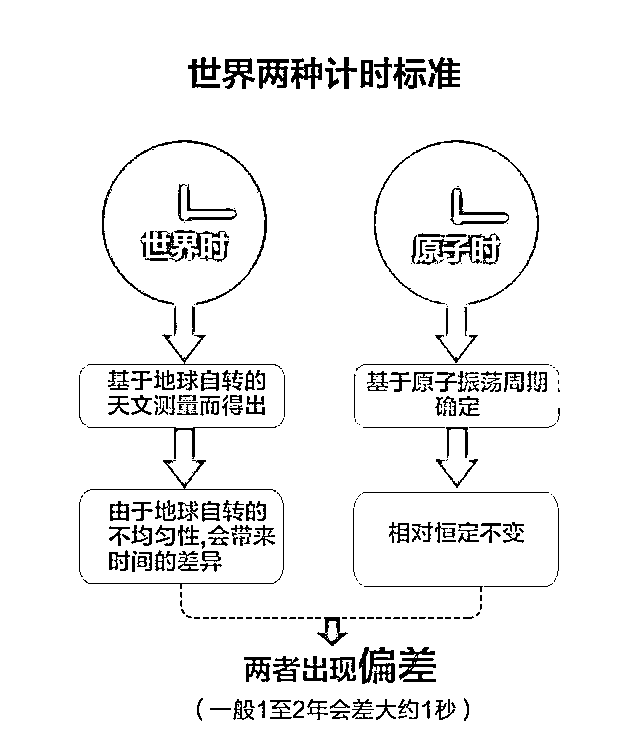 世界两种计时标准
世界时
原子时
基于地球自转的
天文测量而得出
基于原子振荡周期
确定
由于地球自转的
不均匀性,会带来
时间的差异
相对恒定不变
两者出现偏差
（一般1至2年会差大约1秒）